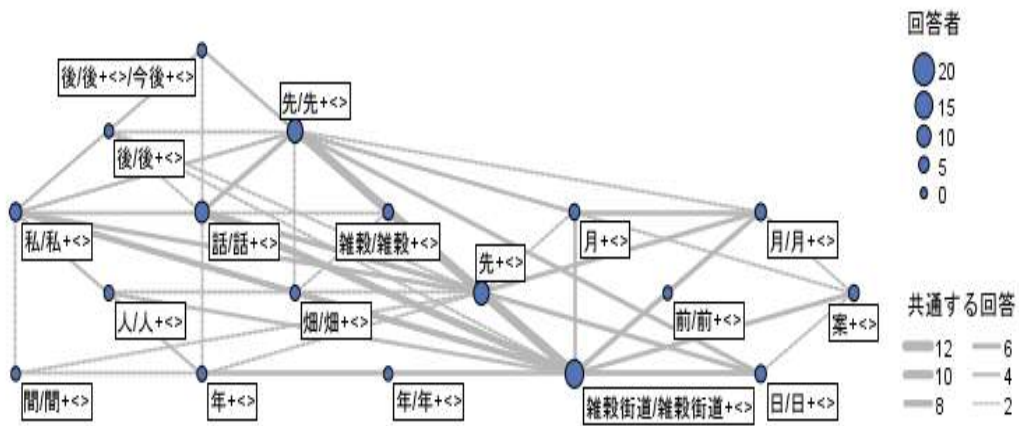 回答者
20
15
10
5
0
後/後+<>/今後+<>
先/先+<>
後/後+<>
私/私+<>
話/話+<>
雑穀/雑穀+<>
先+<>
月+<>
月/月+<>
人/人+<>
畑/畑+<>
前/前+<>
案+<>
間/間+<>
年+<>
年/年+<>
雑穀街道/雑穀街道+<>
日/日+<>
共通する回答
12
6
10
4
8
2